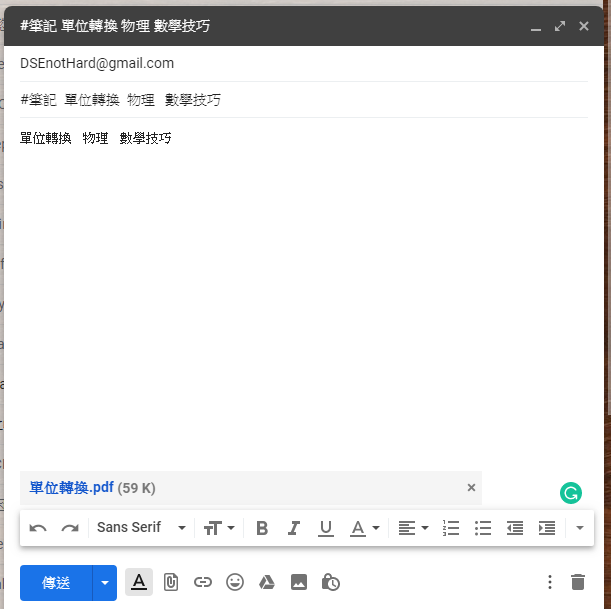 #筆記 單位轉換 物理 數學技巧
DSEnotHard@gmail.com
#筆記 單位轉換 物理 數學技巧
單位轉換 物理 數學技巧
單位轉換.pdf (59 K)
Sans Serif
傳送